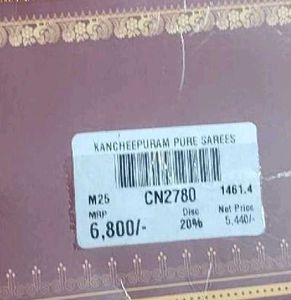 KANCHEEPURAM PURE SAREES
M25 CN2780 1461.4
MRP Disc Net Price
6,800/- 20% 5,440/-